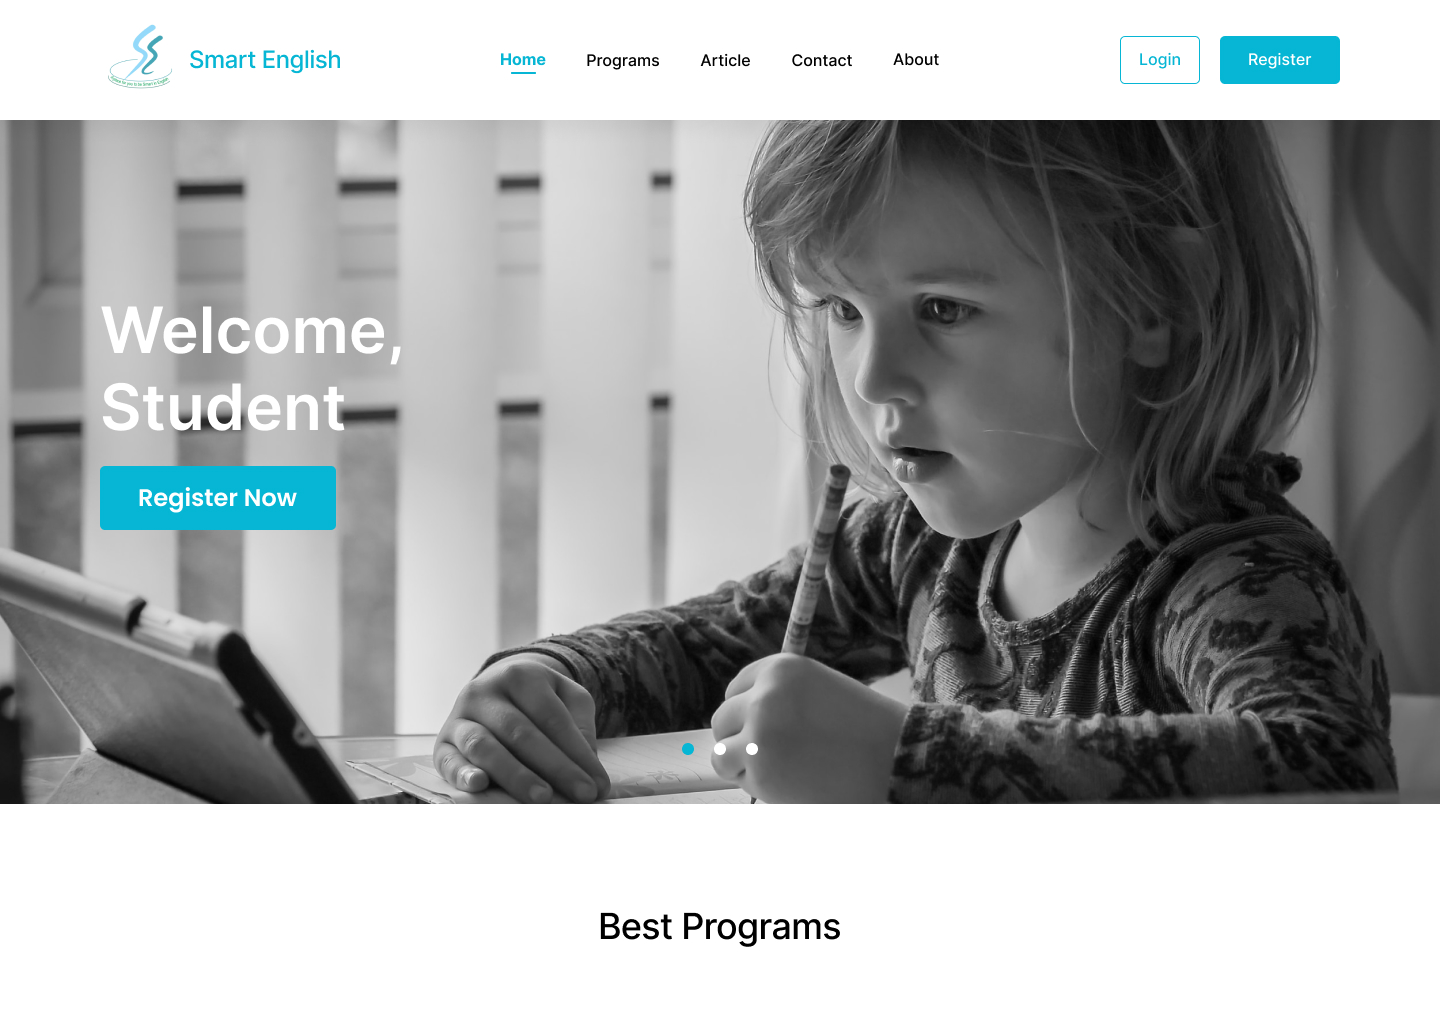 Smart English
Home
Programs
Article
Contact
About
Login
Register
Welcome,
Student
Register Now
Best Programs